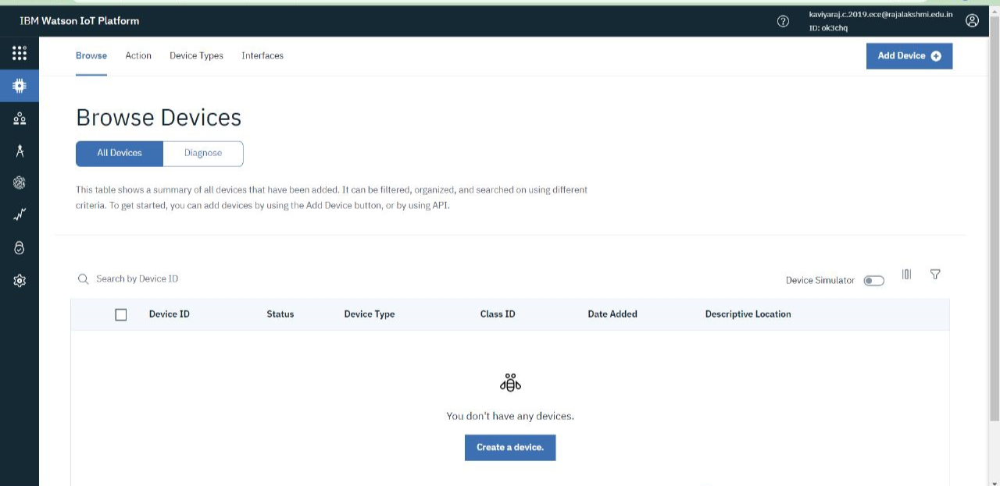 IBM Watson IoT Platform
kaviyaraj.c.2019.ece@rajalakshmi.edu.in
ID: ok3chq
Browse Action Device Types Interfaces
Add Device
Browse Devices
All Devices Diagnose
This table shows a summary of all devices that have been added. It can be filtered, organized, and searched on using different
criteria. To get started, you can add devices by using the Add Device button, or by using API.
Search by Device ID
Device Simulator
Device ID Status Device Type Class ID Date Added Descriptive Location
You don't have any devices.
Create a device.